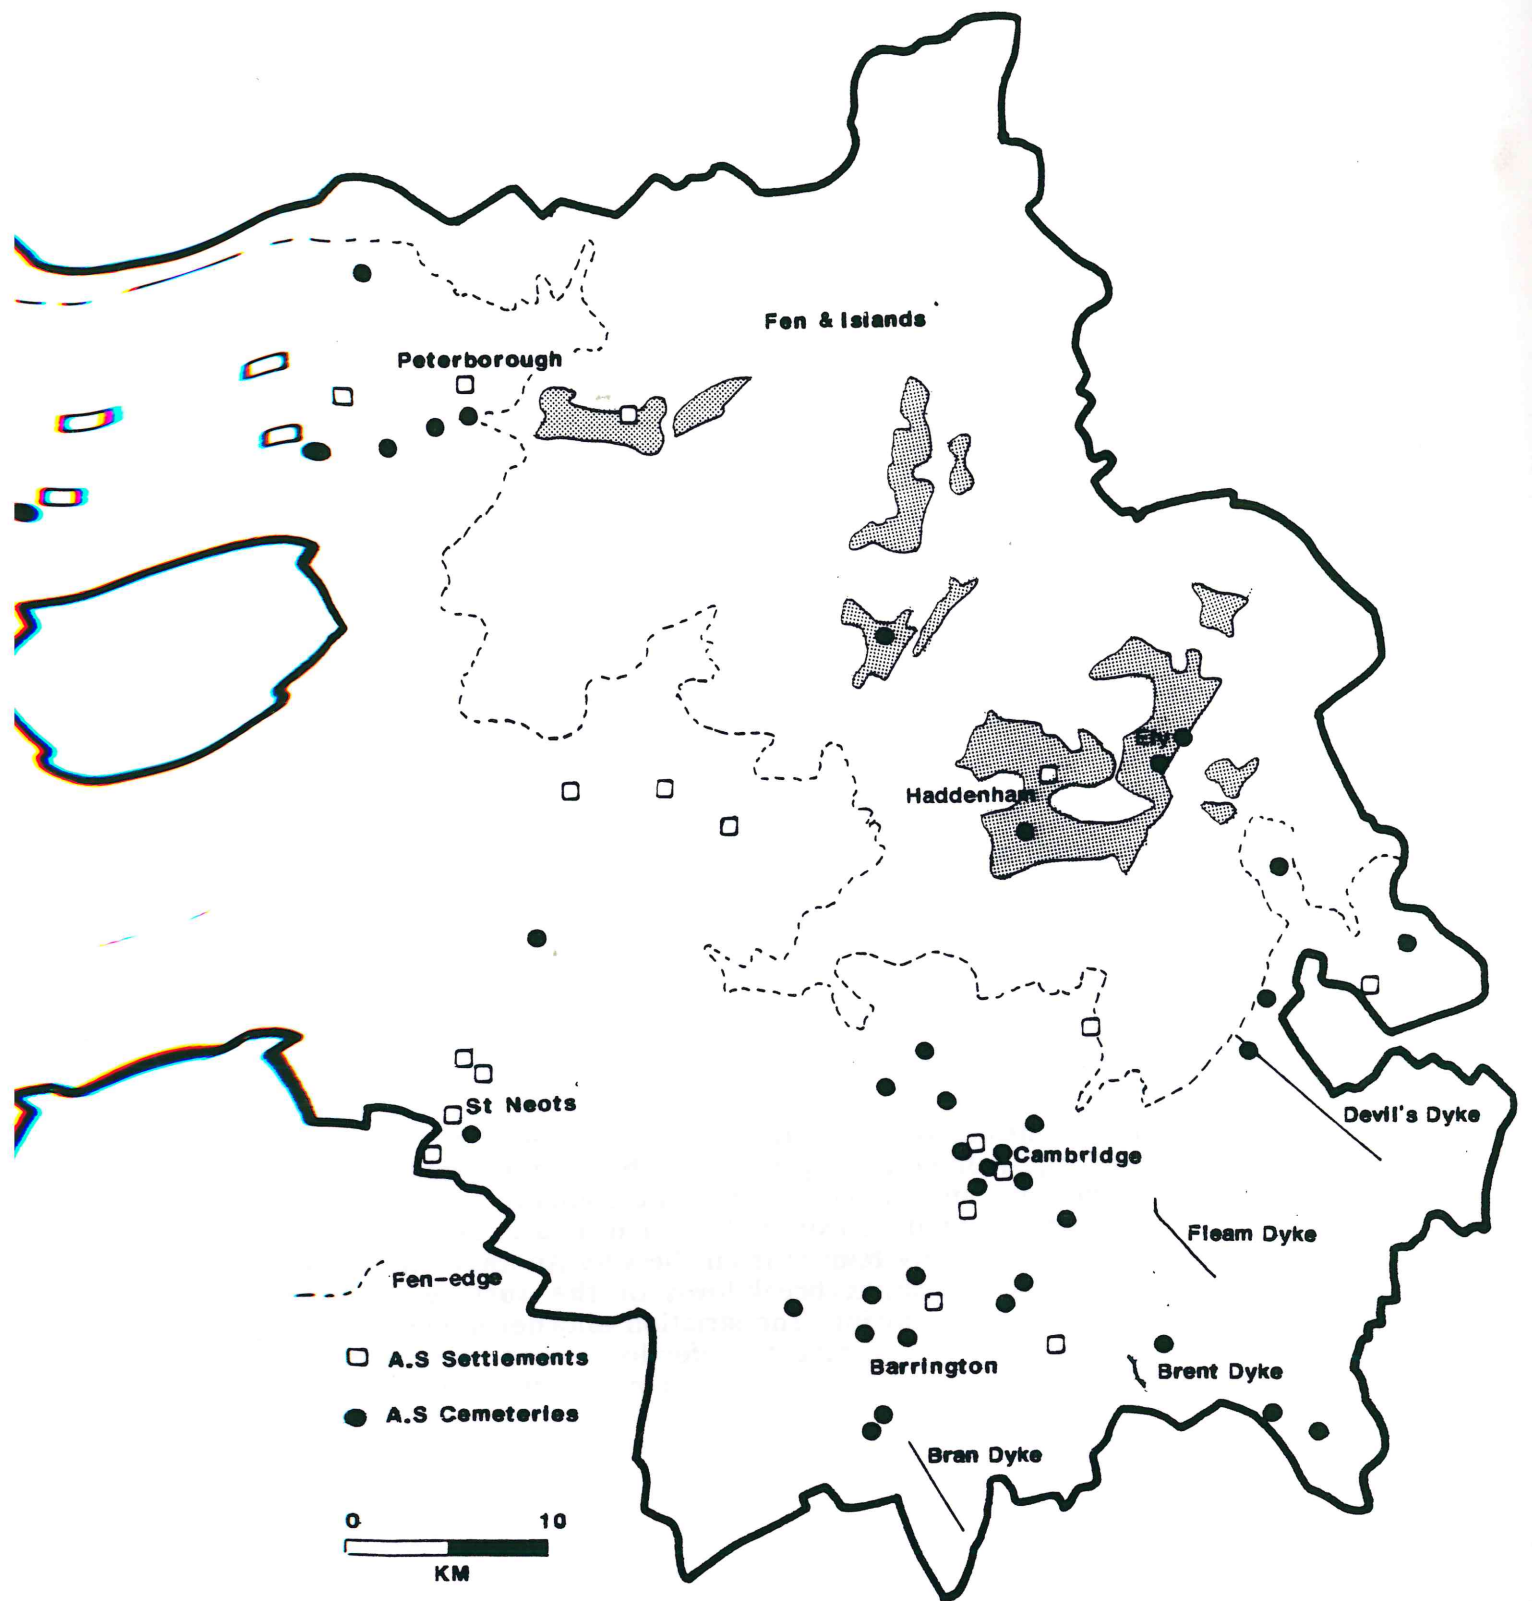 Fen & Islands
Peterborough
Ely
Haddenham
St Neots
Devil's Dyke
Cambridge
Fleam Dyke
Fen-edge
A.S Settlements
Barrington
Brent Dyke
A.S Cemeteries
Bran Dyke
0 10
KM